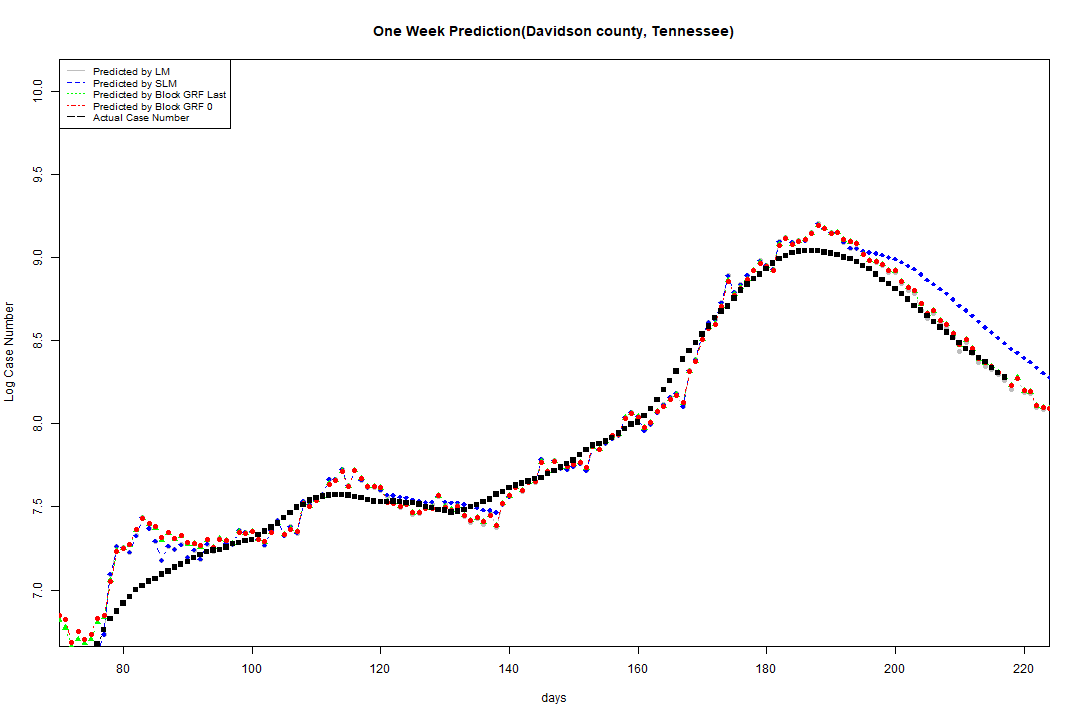 One Week Prediction(Davidson county, Tennessee)
Predicted by LM
Predicted by SLM
Predicted by Block GRF Last
Predicted by Block GRF 0
Actual Case Number
10.0
9.5
9.0
8.5
8.0
7.5
7.0
Log Case Number
80 100 120 140 160 180 200 220
days